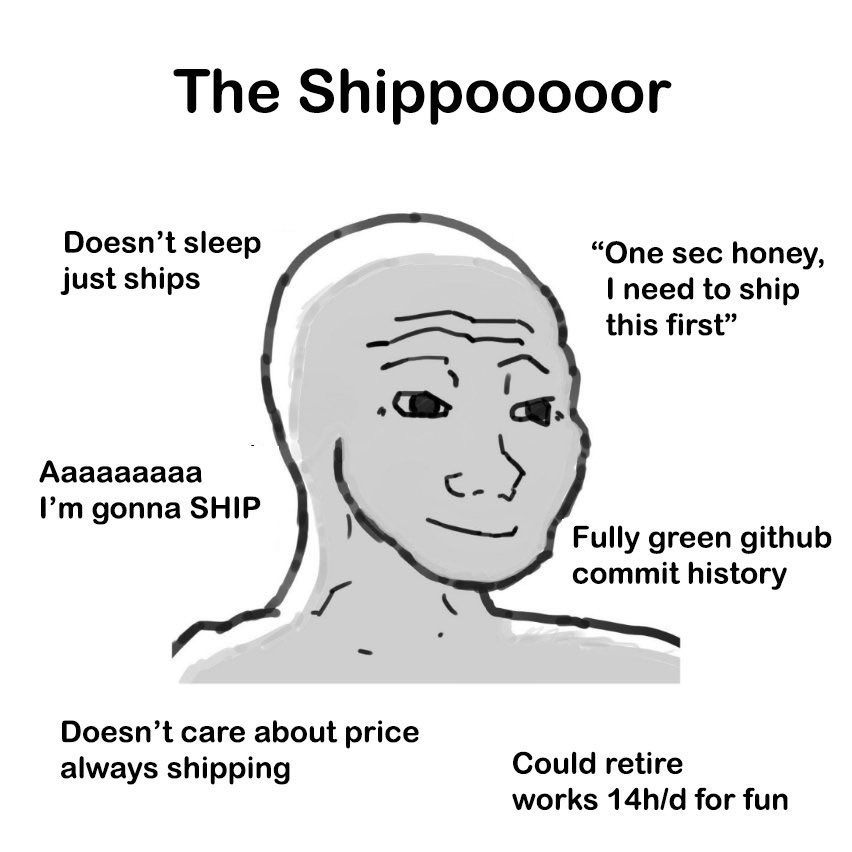 The Shippooooor
Doesn’t sleep
just ships
“One sec honey,
I need to ship
this first”
Aaaaaaaaa
I’m gonna SHIP
Fully green github
commit history
Doesn’t care about price
always shipping
Could retire
works 14h/d for fun